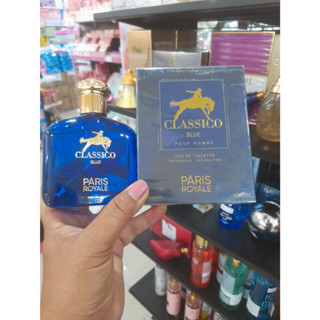 CLASSICO
BLUE
PARIS
ROYALE
CLASSICO
BLUE
POUR HOMME
EAU DE TOILETTE
PARIS
ROYALE